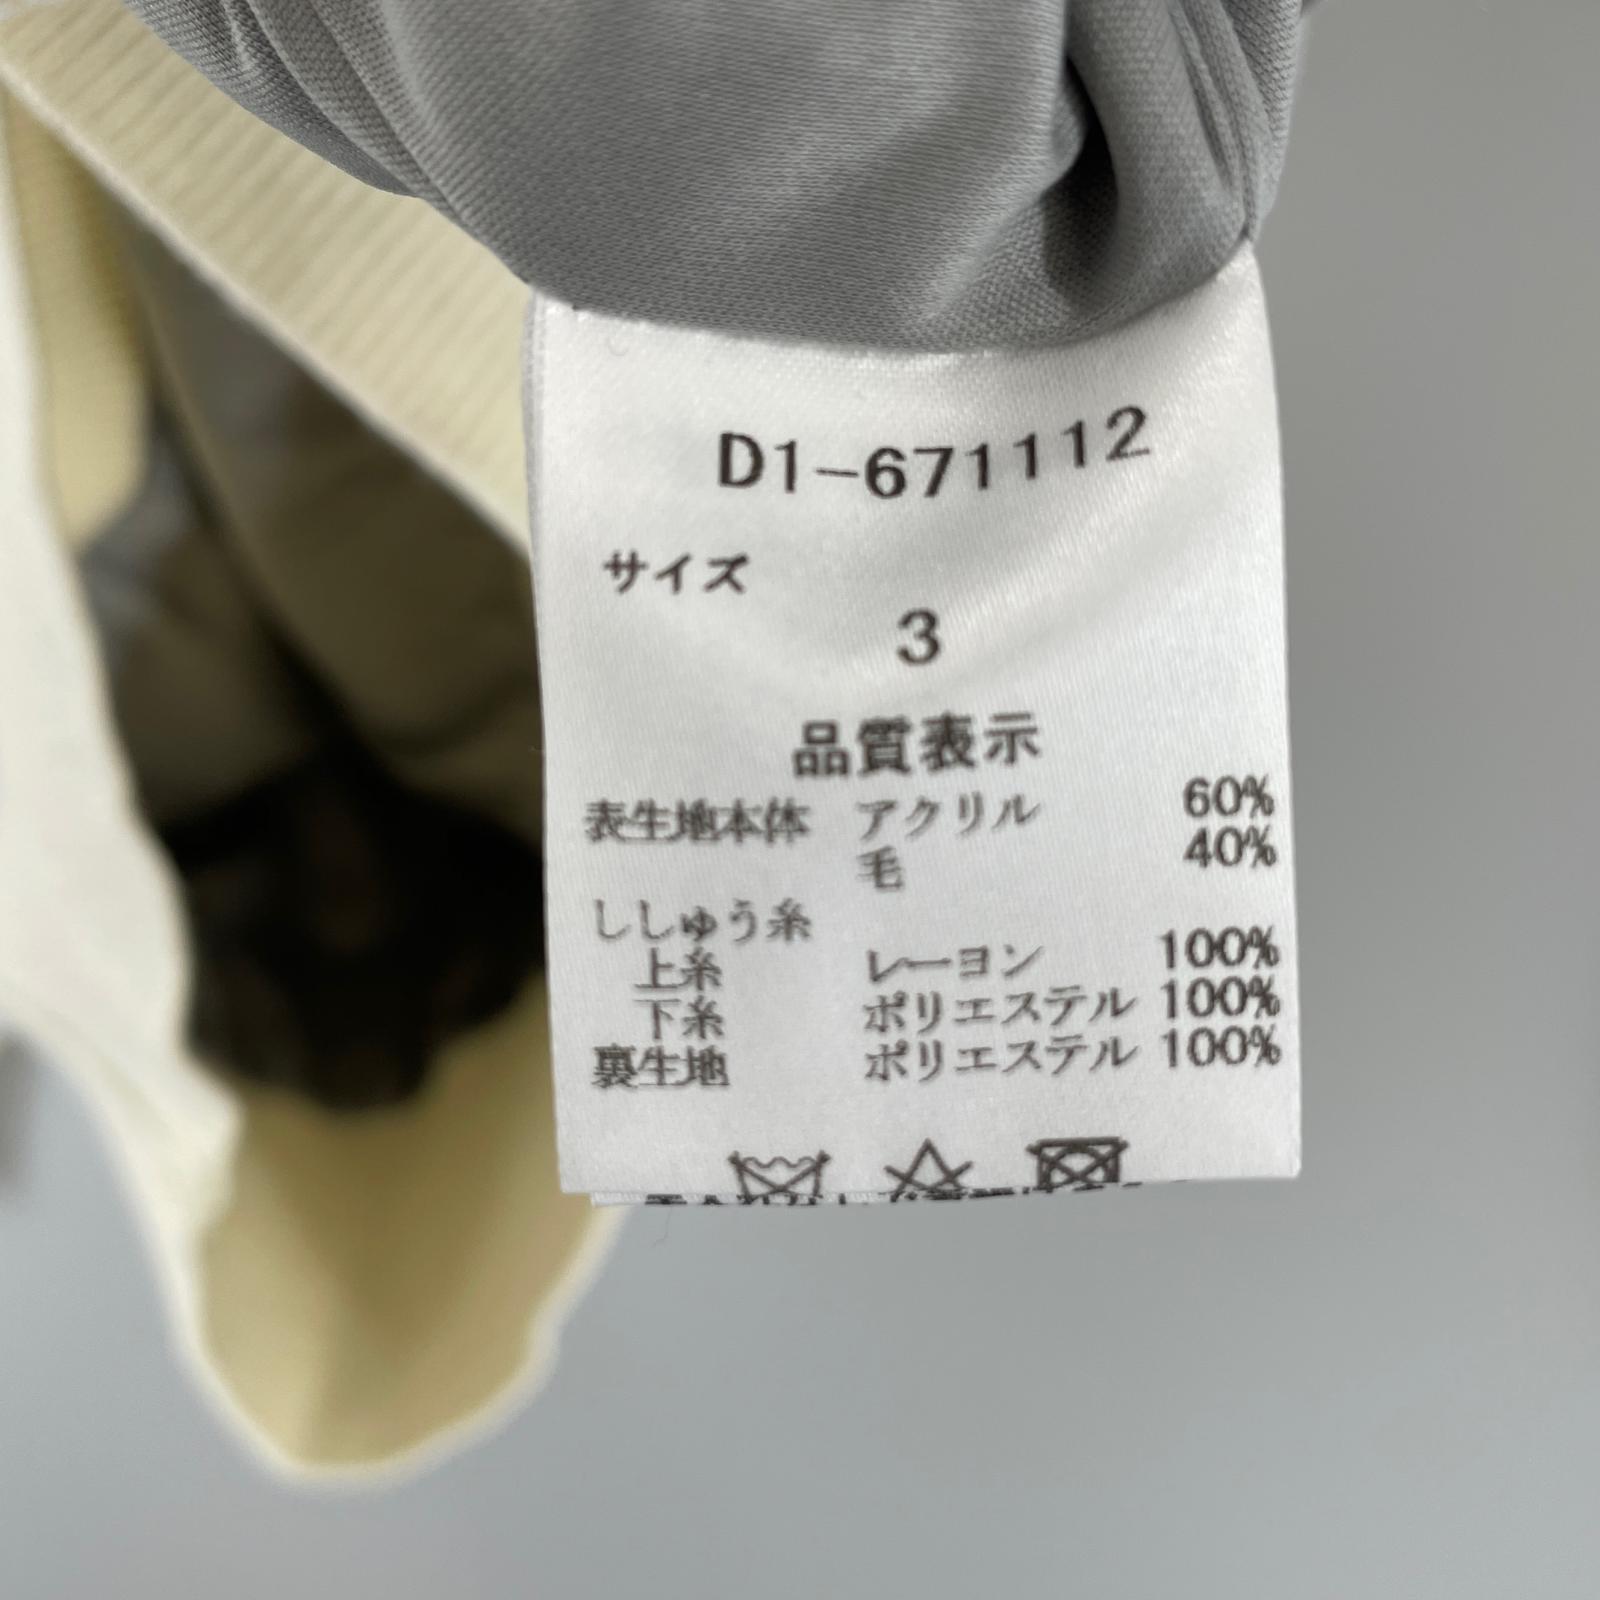 D1-671112
サイズ
3
品質表示
表生地本体 アクリル 60%
毛 40%
ししゅう糸
上糸 レーヨン 100%
下糸 ポリエステル 100%
裏生地 ポリエステル 100%